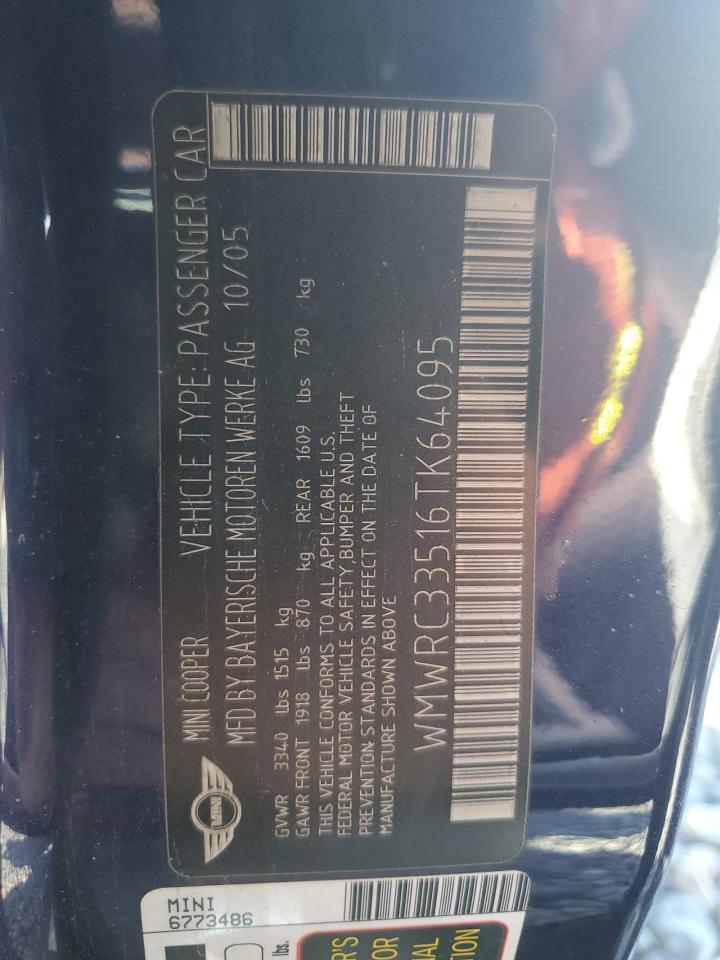 MINI
MINI COOPER VEHICLE TYPE: PASSENGER CAR
MFD BY BAYERISCHE MOTOREN WERKE AG 10/05
GVWR 3340 lbs 1515 kg
GAWR FRONT 1918 lbs 870 kg REAR 1609 lbs 730 kg
THIS VEHICLE CONFORMS TO ALL APPLICABLE U.S.
FEDERAL MOTOR VEHICLE SAFETY, BUMPER AND THEFT
PREVENTION STANDARDS IN EFFECT ON THE DATE OF
MANUFACTURE SHOWN ABOVE
WMWRC33516TK64095
MINI
6773486
lbs.